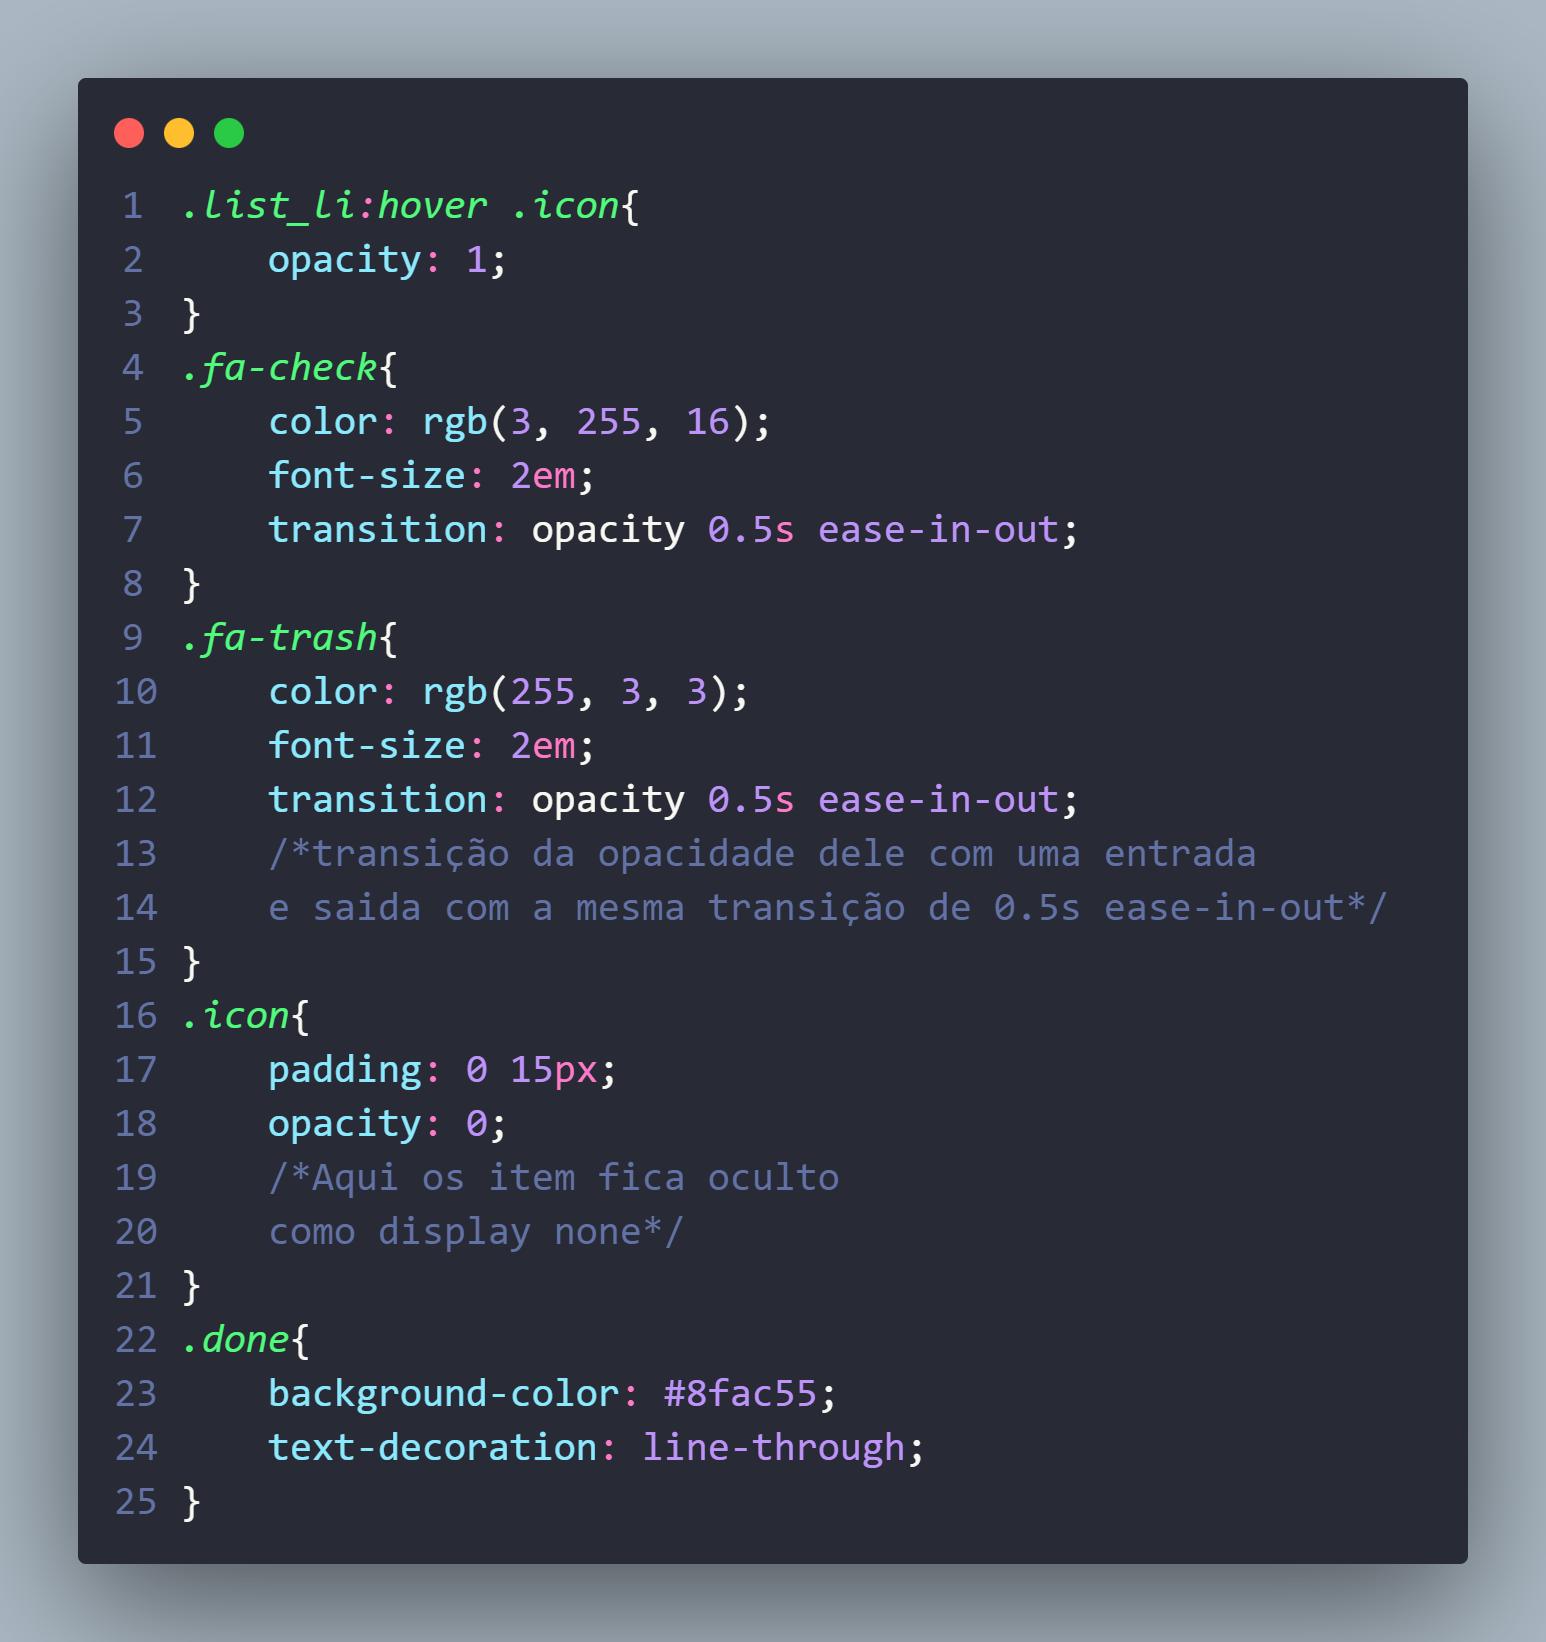 1 .list_li:hover .icon{
2     opacity: 1;
3 }
4 .fa-check{
5     color: rgb(3, 255, 16);
6     font-size: 2em;
7     transition: opacity 0.5s ease-in-out;
8 }
9 .fa-trash{
10     color: rgb(255, 3, 3);
11     font-size: 2em;
12     transition: opacity 0.5s ease-in-out;
13     /*transição da opacidade dele com uma entrada
14     e saida com a mesma transição de 0.5s ease-in-out*/
15 }
16 .icon{
17     padding: 0 15px;
18     opacity: 0;
19     /*Aqui os item fica oculto
20     como display none*/
21 }
22 .done{
23     background-color: #8fac55;
24     text-decoration: line-through;
25 }